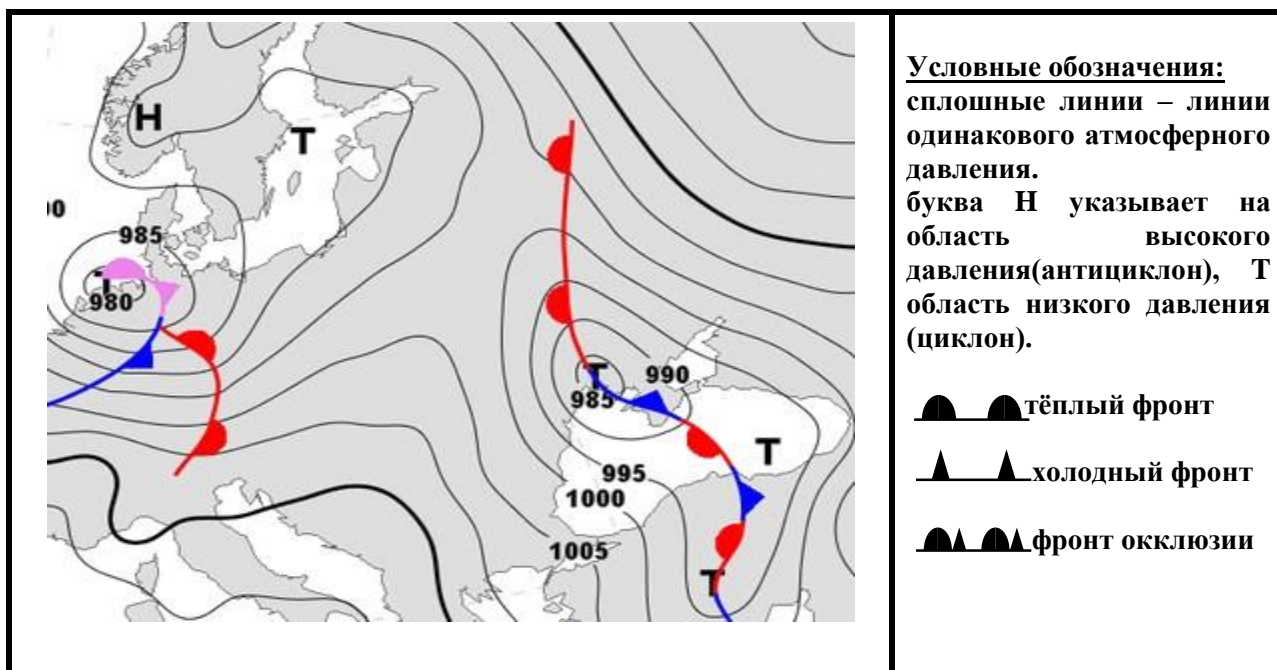 H
T
00
985
T
980
T
990
985
T
995
1000
1005
T
Условные обозначения:
сплошные линии – линии
одинакового атмосферного
давления.
буква Н указывает на
область высокого
давления(антициклон), Т
область низкого давления
(циклон).
тёплый фронт
холодный фронт
фронт окклюзии